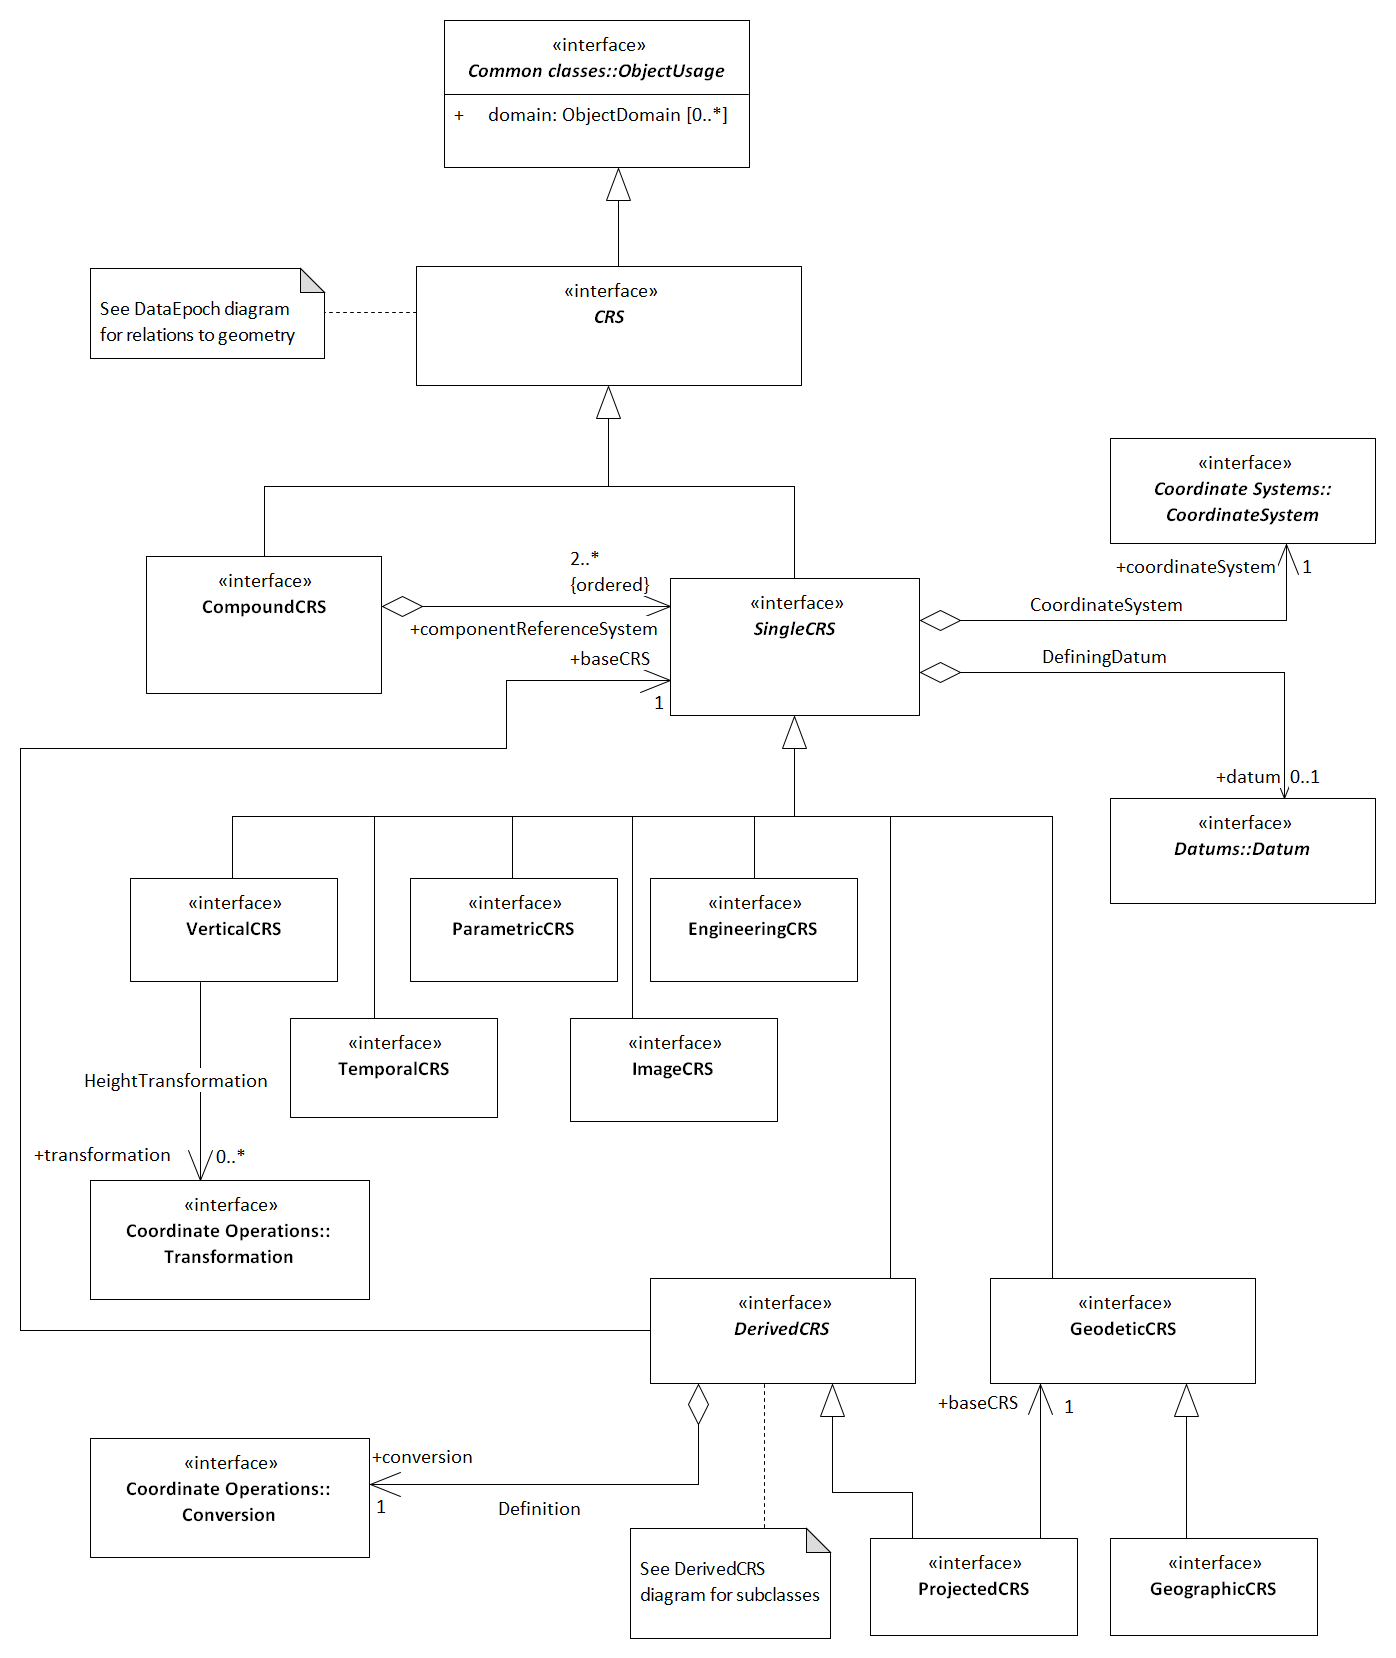 «interface»
Common classes::ObjectUsage
+ domain: ObjectDomain [0..*]
See DataEpoch diagram
for relations to geometry
«interface»
CRS
«interface»
Coordinate Systems::
CoordinateSystem
+coordinateSystem
1
«interface»
CompoundCRS
2..*
{ordered}
+componentReferenceSystem
+baseCRS
1
«interface»
SingleCRS
CoordinateSystem
DefiningDatum
+datum
0..1
«interface»
Datums::Datum
«interface»
VerticalCRS
«interface»
ParametricCRS
«interface»
EngineeringCRS
«interface»
TemporalCRS
«interface»
ImageCRS
HeightTransformation
+transformation
0..*
«interface»
Coordinate Operations::
Transformation
«interface»
DerivedCRS
«interface»
GeodeticCRS
+baseCRS
1
«interface»
Coordinate Operations::
Conversion
+conversion
1
Definition
See DerivedCRS
diagram for subclasses
«interface»
ProjectedCRS
«interface»
GeographicCRS